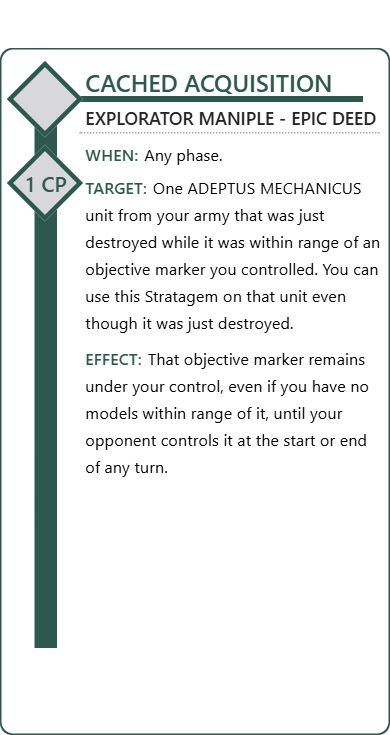 CACHED ACQUISITION
EXPLORATOR MANIPLE - EPIC DEED
WHEN: Any phase.
1 CP
TARGET: One ADEPTUS MECHANICUS
unit from your army that was just
destroyed while it was within range of an
objective marker you controlled. You can
use this Stratagem on that unit even
though it was just destroyed.
EFFECT: That objective marker remains
under your control, even if you have no
models within range of it, until your
opponent controls it at the start or end
of any turn.